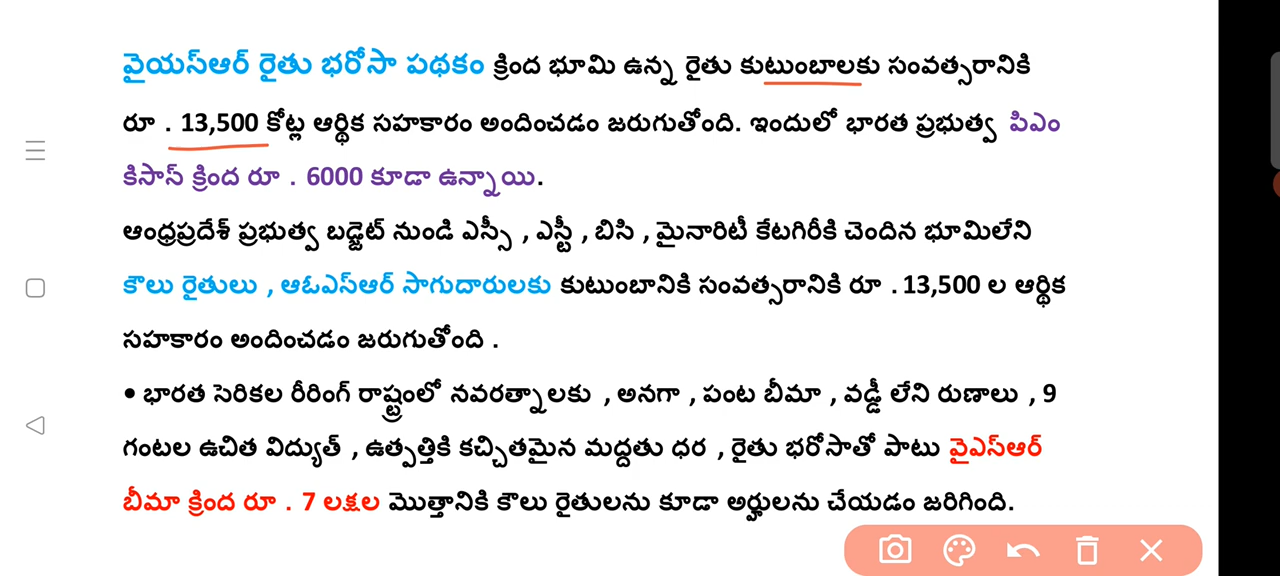 వైయస్ఆర్ రైతు భరోసా పథకం క్రింద భూమి ఉన్న రైతు కుటుంబాలకు సంవత్సరానికి
రూ . 13,500 కోట్ల ఆర్థిక సహకారం అందించడం జరుగుతోంది. ఇందులో భారత ప్రభుత్వ పిఎం
కిసాస్ క్రింద రూ . 6000 కూడా ఉన్నాయి.
ఆంధ్రప్రదేశ్ ప్రభుత్వ బడ్జెట్ నుండి ఎస్సీ , ఎస్టీ , బిసి , మైనారిటీ కేటగిరీకి చెందిన భూమిలేని
కౌలు రైతులు , ఆఓఎస్ఆర్ సాగుదారులకు కుటుంబానికి సంవత్సరానికి రూ . 13,500 ల ఆర్థిక
సహకారం అందించడం జరుగుతోంది .
• భారత సెరికల రీరింగ్ రాష్ట్రంలో నవరత్నాలకు , అనగా , పంట బీమా , వడ్డీ లేని రుణాలు , 9
గంటల ఉచిత విద్యుత్ , ఉత్పత్తికి కచ్చితమైన మద్దతు ధర , రైతు భరోసాతో పాటు వైఎస్ఆర్
బీమా క్రింద రూ . 7 లక్షల మొత్తానికి కౌలు రైతులను కూడా అర్హులను చేయడం జరిగింది.